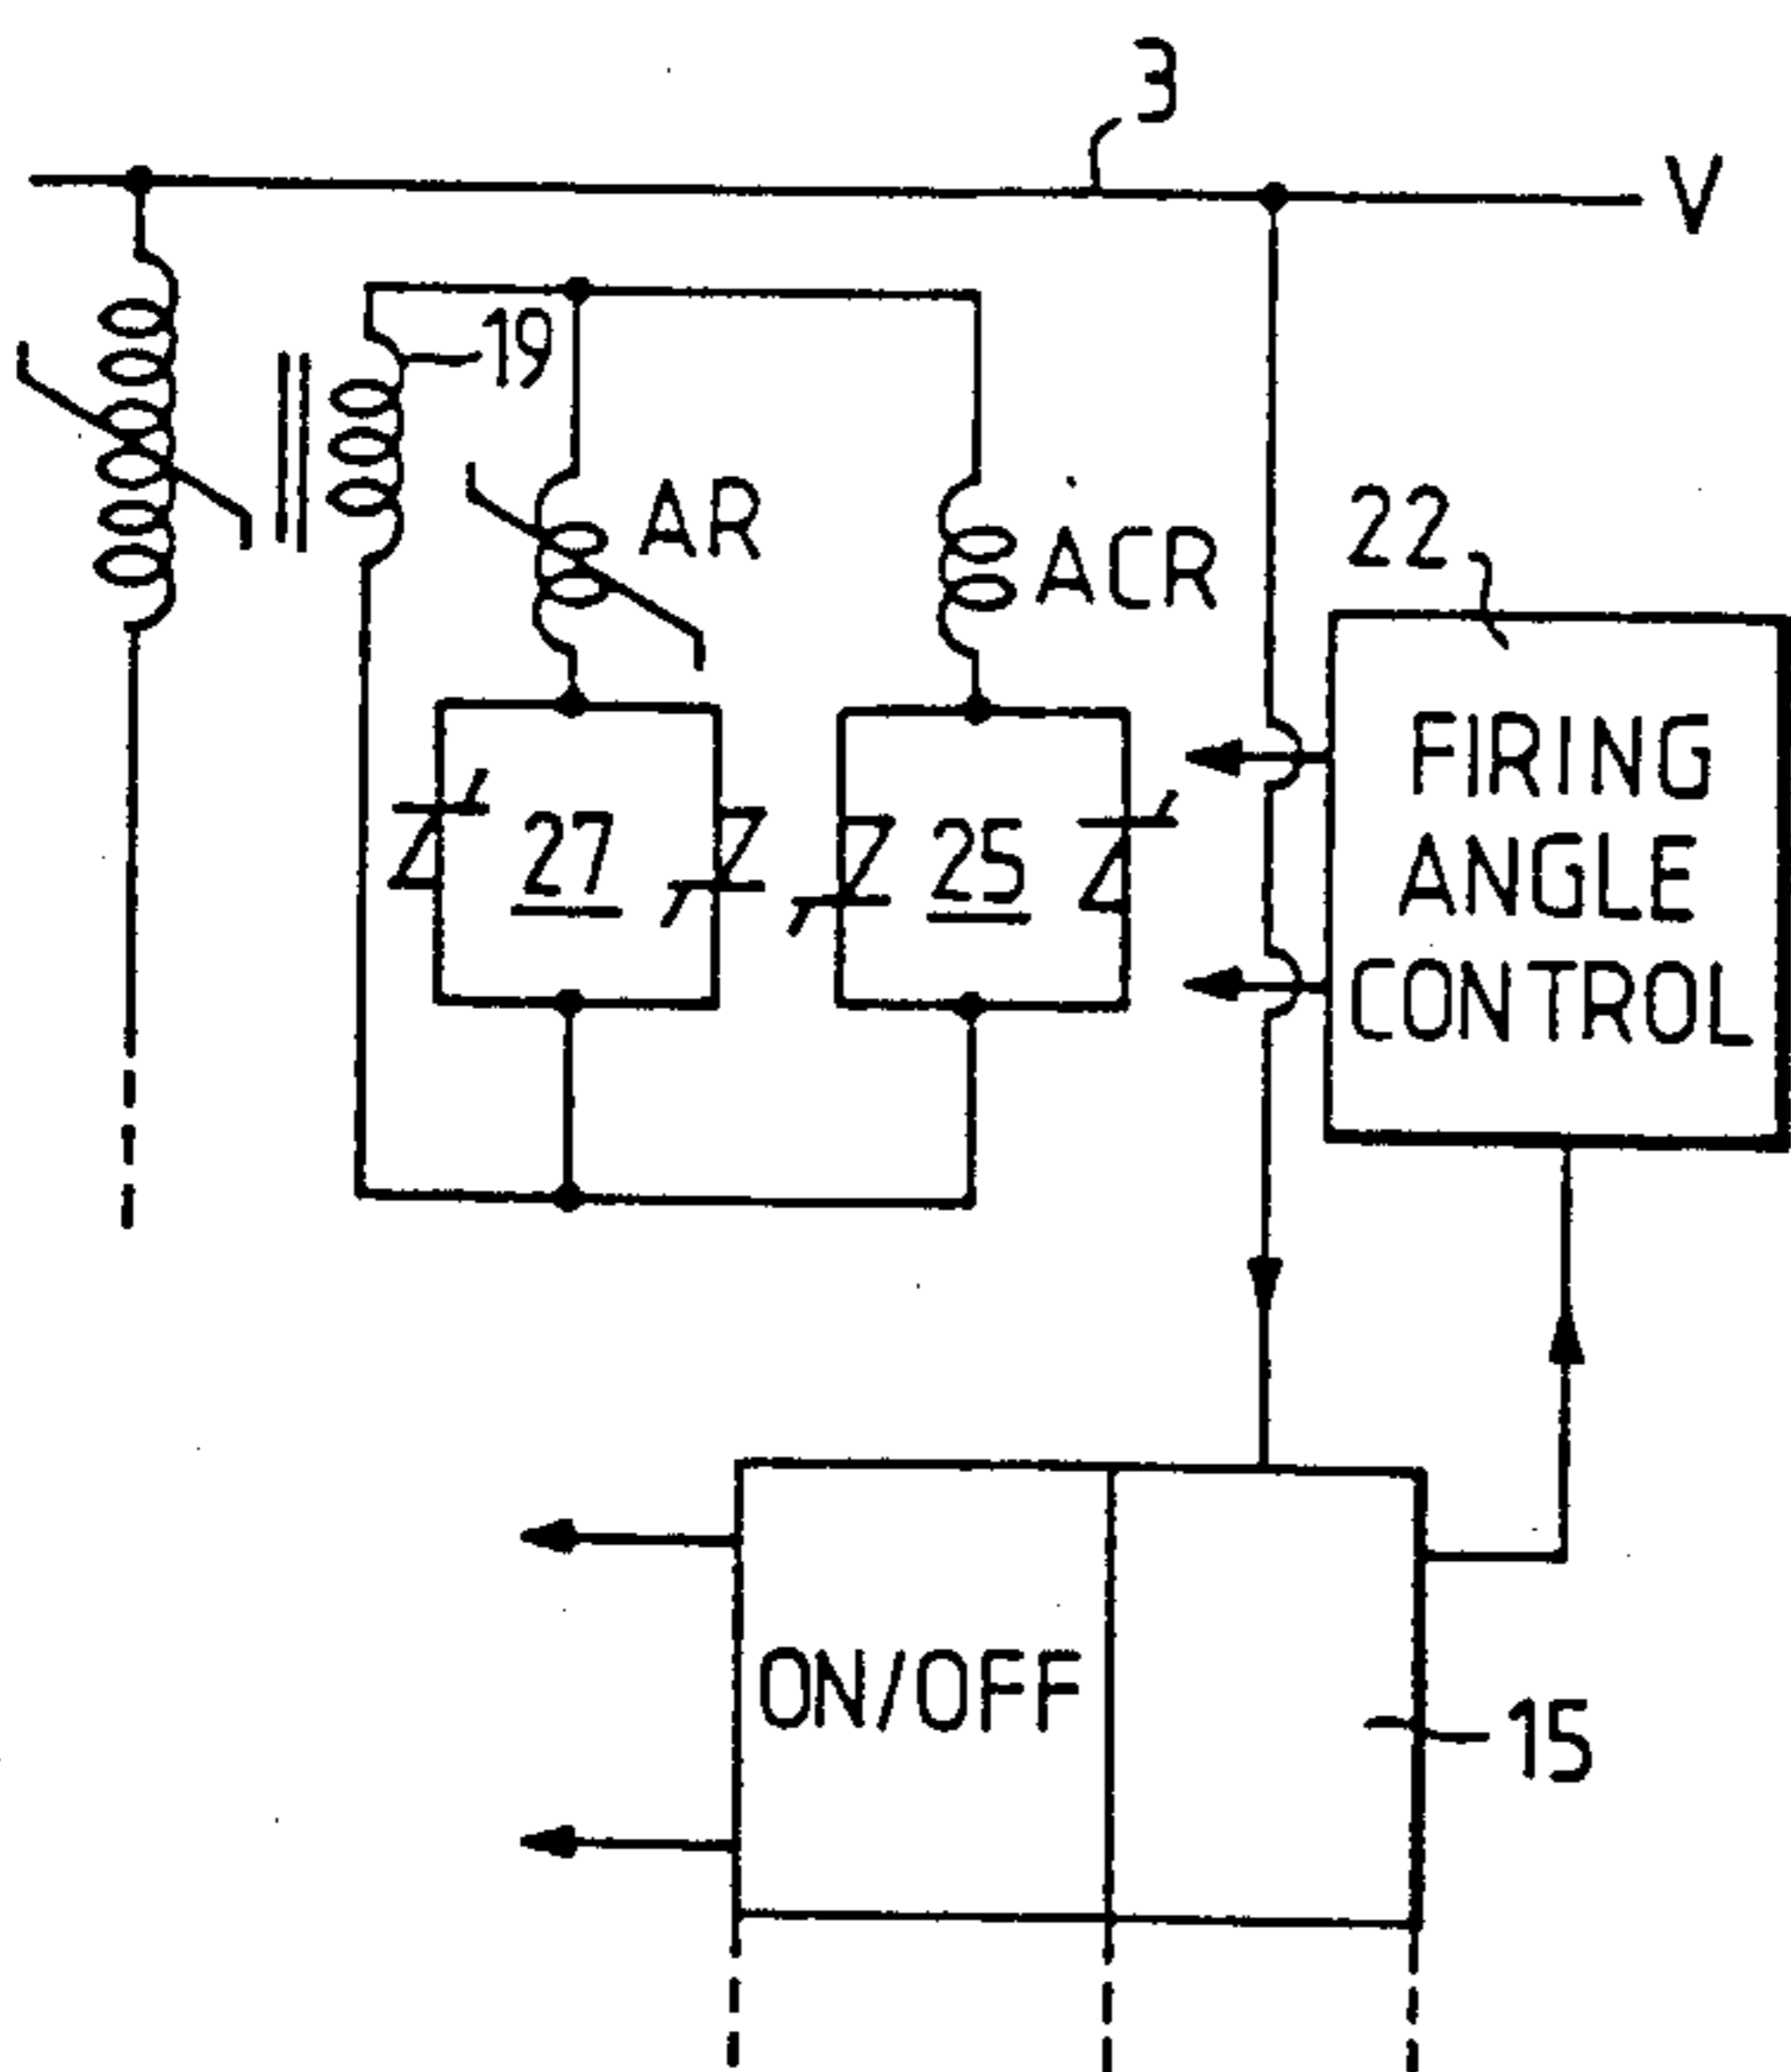 3
V
19
AR
ACR
22
FIRING
ANGLE
CONTROL
27
25
ON/OFF
15